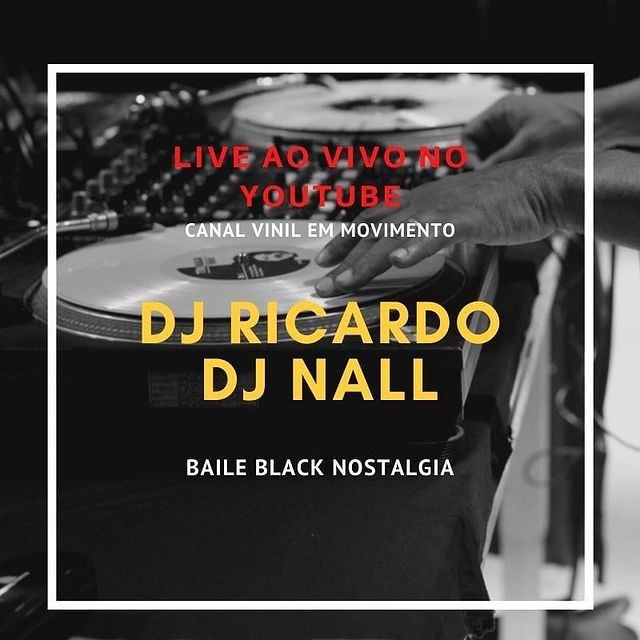 LIVE AO VIVO NO
YOUTUBE
CANAL VINIL EM MOVIMENTO
DJ RICARDO
DJ NALL
BAILE BLACK NOSTALGIA